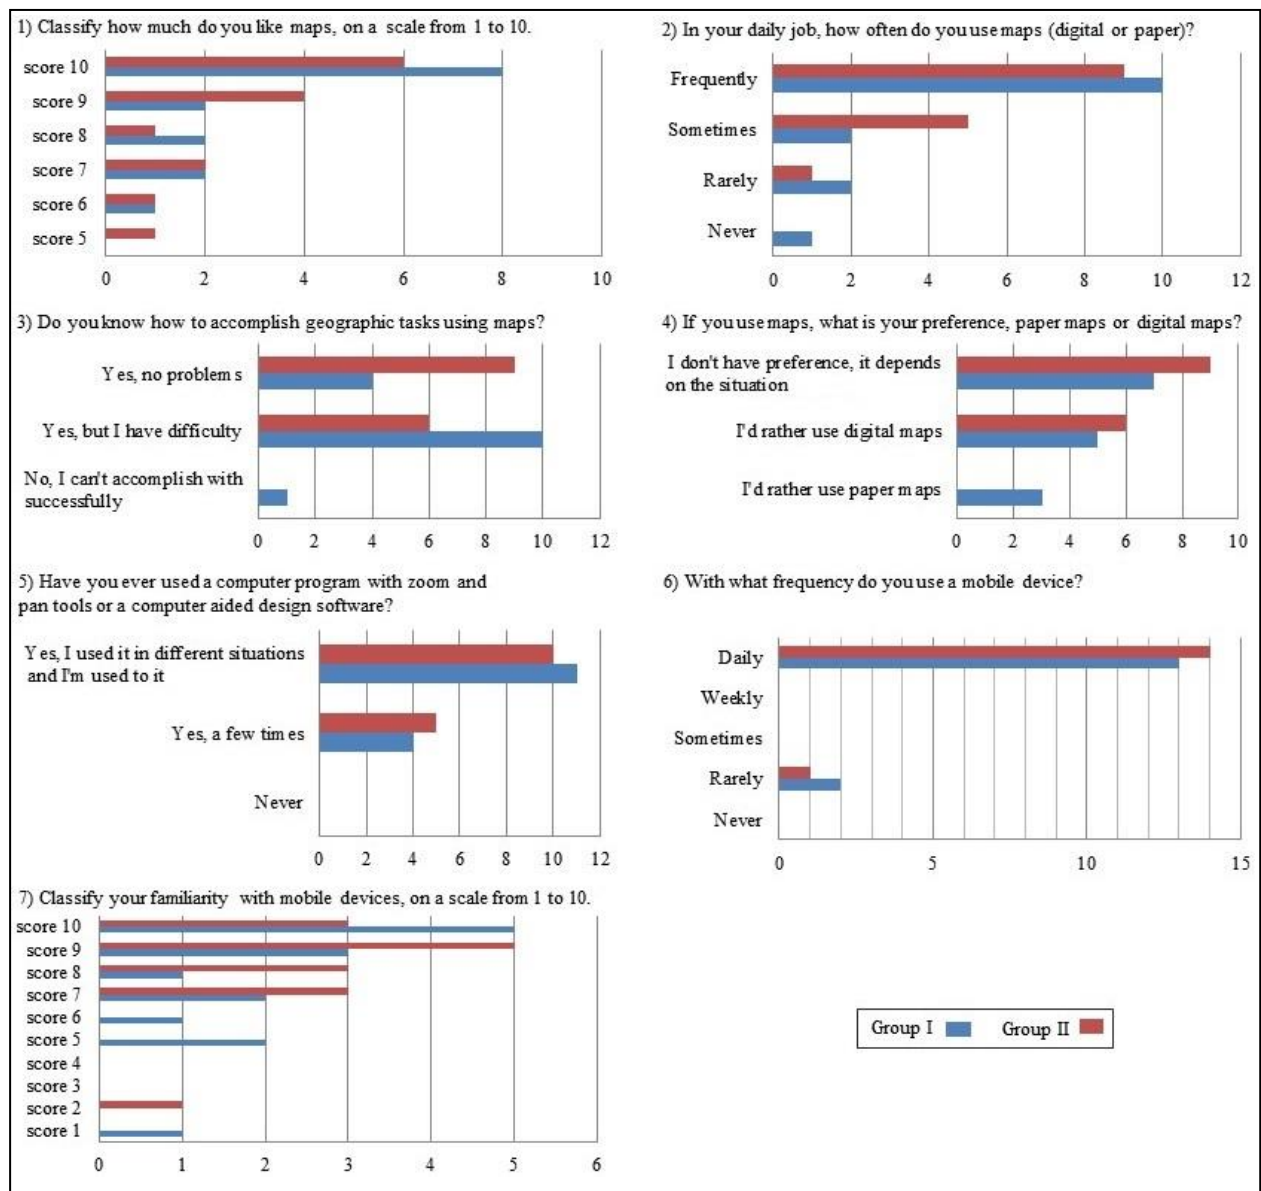 1) Classify how much do you like maps, on a scale from 1 to 10.
score 10
score 9
score 8
score 7
score 6
score 5
0 2 4 6 8 10
2) In your daily job, how often do you use maps (digital or paper)?
Frequently
Sometimes
Rarely
Never
0 2 4 6 8 10 12
3) Do you know how to accomplish geographic tasks using maps?
Yes, no problems
Yes, but I have difficulty
No, I can't accomplish with
successfully
0 2 4 6 8 10 12
4) If you use maps, what is your preference, paper maps or digital maps?
I don't have preference, it depends
on the situation
I'd rather use digital maps
I'd rather use paper maps
0 2 4 6 8 10
5) Have you ever used a computer program with zoom and
pan tools or a computer aided design software?
Yes, I used it in different situations
and I'm used to it
Yes, a few times
Never
0 2 4 6 8 10 12
6) With what frequency do you use a mobile device?
Daily
Weekly
Sometimes
Rarely
Never
0 5 10 15
7) Classify your familiarity with mobile devices, on a scale from 1 to 10.
score 10
score 9
score 8
score 7
score 6
score 5
score 4
score 3
score 2
score 1
0 1 2 3 4 5 6
Group I Group II